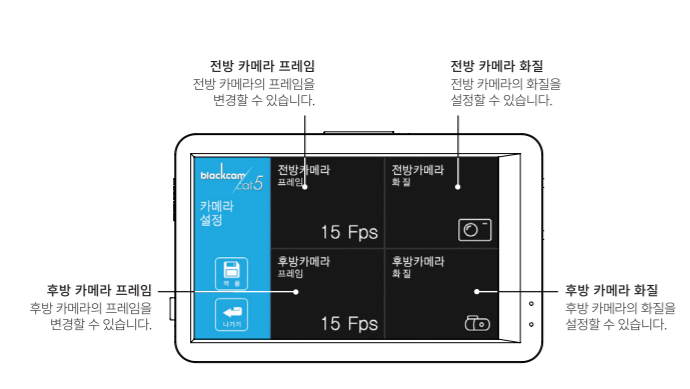 전방 카메라 프레임
전방 카메라의 프레임을
변경할 수 있습니다.
전방 카메라 화질
전방 카메라의 화질을
설정할 수 있습니다.
blackcam
cat5
카메라
설정
적 용
나가기
전방카메라
프레임
15 Fps
전방카메라
화질
후방카메라
프레임
15 Fps
후방카메라
화질
후방 카메라 프레임
후방 카메라의 프레임을
변경할 수 있습니다.
후방 카메라 화질
후방 카메라의 화질을
설정할 수 있습니다.